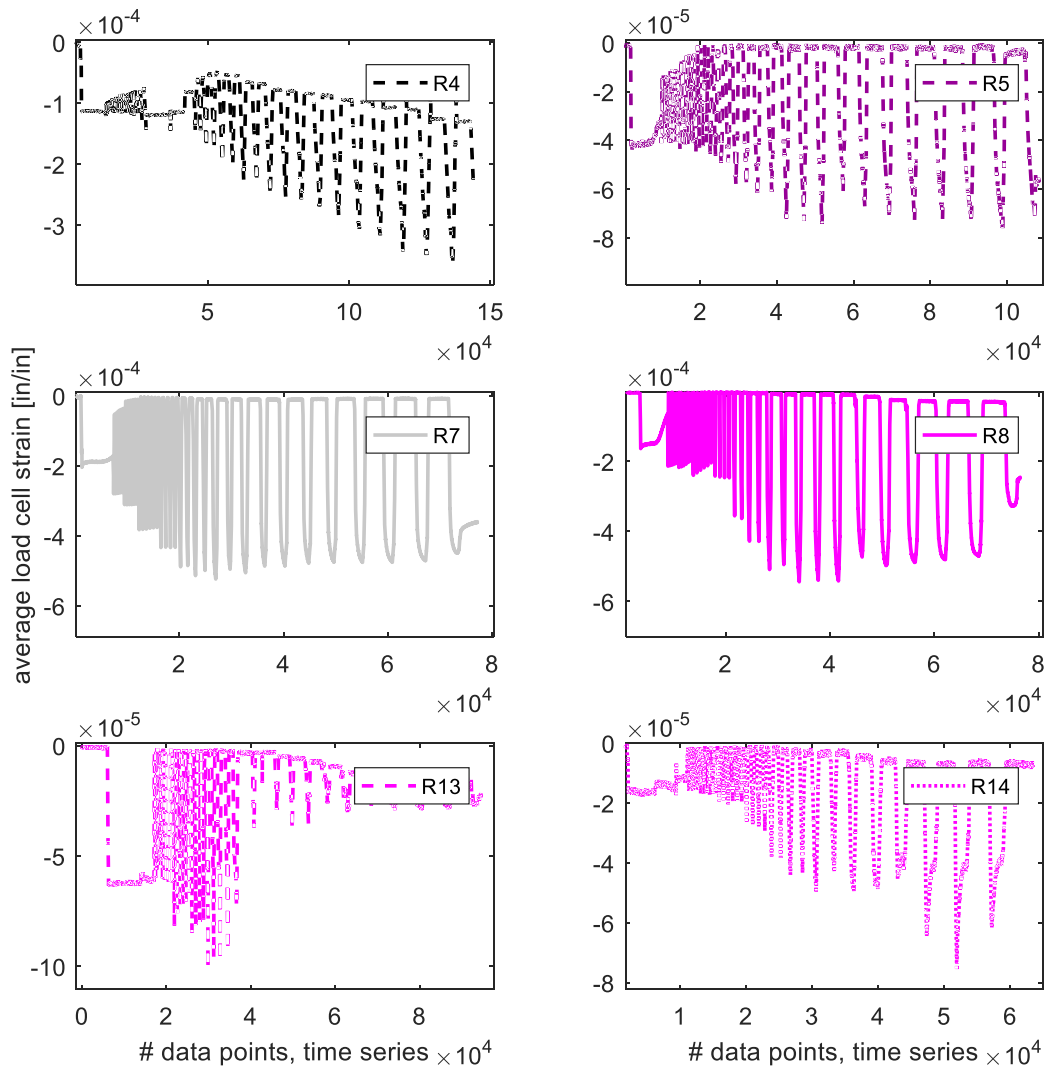 ×10⁻⁴
0
-1
-2
-3
R4
5 10 15
×10⁴
×10⁻⁵
0
-2
-4
-6
-8
R5
2 4 6 8 10
×10⁴
average load cell strain [in/in]
×10⁻⁴
0
-2
-4
-6
R7
2 4 6 8
×10⁴
×10⁻⁴
-2
-4
-6
R8
2 4 6 8
×10⁴
×10⁻⁵
0
-5
-10
R13
0 2 4 6 8
# data points, time series ×10⁴
×10⁻⁵
0
-2
-4
-6
-8
R14
1 2 3 4 5 6
# data points, time series ×10⁴